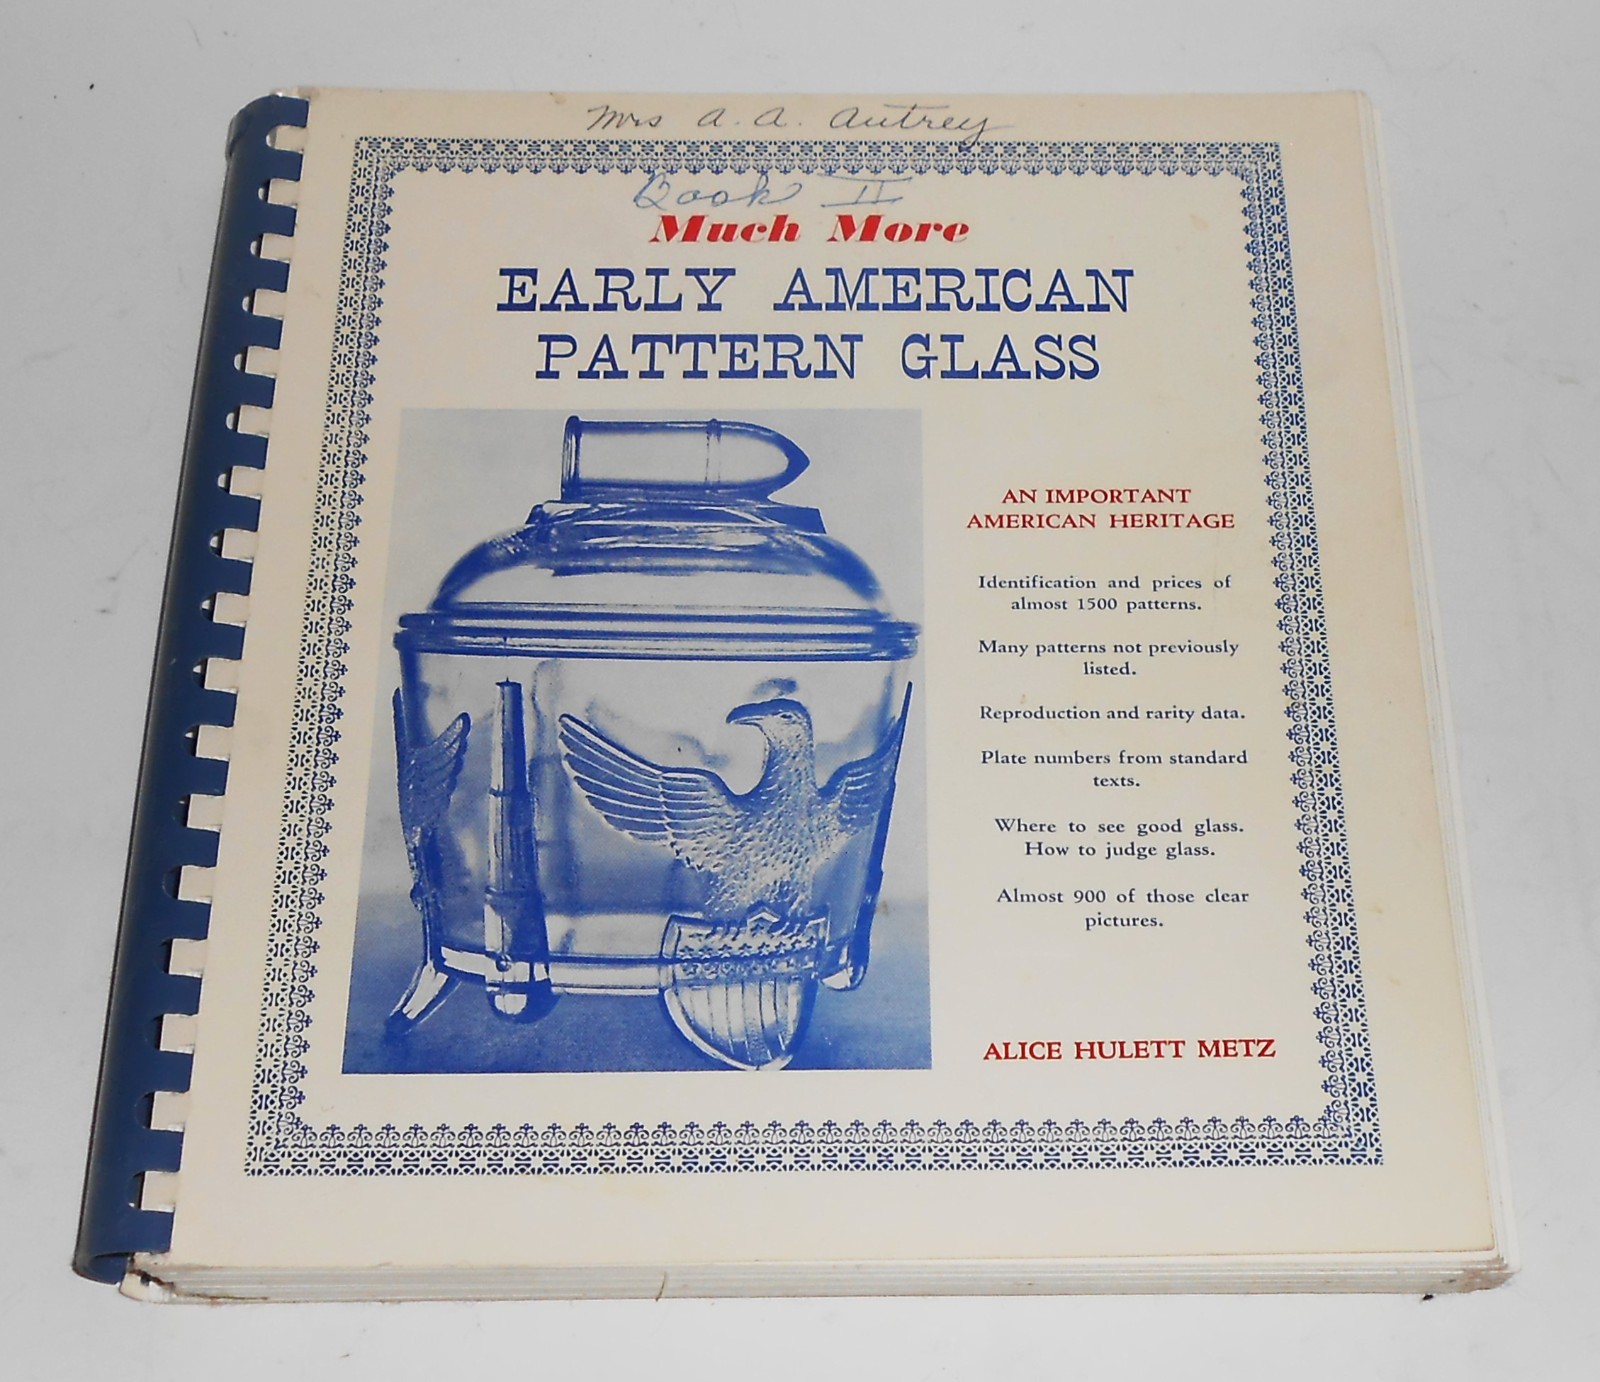 Mrs A. A. Autrey
Book II
Much More
EARLY AMERICAN
PATTERN GLASS
AN IMPORTANT
AMERICAN HERITAGE
Identification and prices of
almost 1500 patterns.
Many patterns not previously
listed.
Reproduction and rarity data.
Plate numbers from standard
texts.
Where to see good glass.
How to judge glass.
Almost 900 of those clear
pictures.
ALICE HULETT METZ